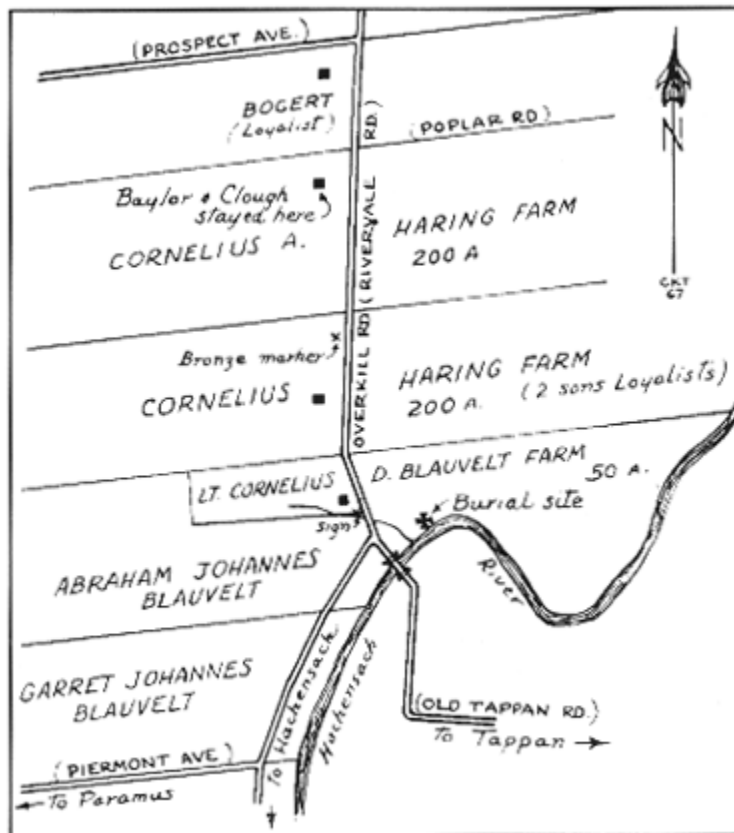 (PROSPECT AVE.)
BOGERT
(Loyalist)
(POPLAR RD)
Baylor & Clough
stayed here
CORNELIUS A.
HARING FARM
200 A
N
GKT
67
OVERKILL RD (RIVERVALE RD.)
Bronze marker
x
CORNELIUS
HARING FARM
200 A. (2 sons Loyalists)
LT. CORNELIUS
D. BLAUVELT FARM
50 A.
sign
Burial site
ABRAHAM JOHANNES
BLAUVELT
River
GARRET JOHANNES
BLAUVELT
To Hackensack
Hackensack
(OLD TAPPAN RD.)
To Tappan →
(PIERMONT AVE)
← To Paramus